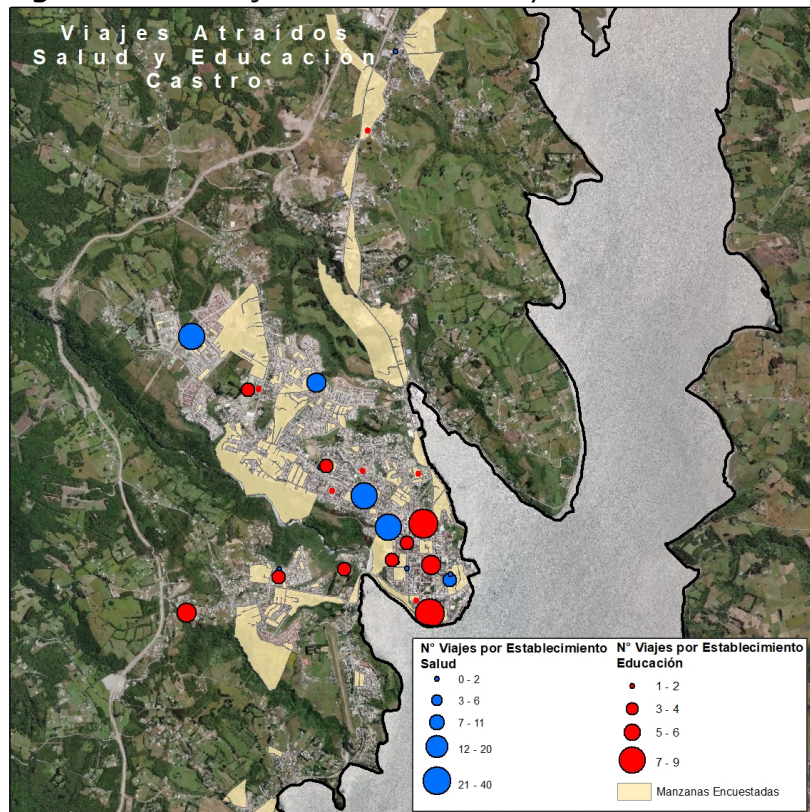 Viajes Atraídos
Salud y Educación
Castro
N° Viajes por Establecimiento
Salud
0 - 2
3 - 6
7 - 11
12 - 20
21 - 40
N° Viajes por Establecimiento
Educación
1 - 2
3 - 4
5 - 6
7 - 9
Manzanas Encuestadas